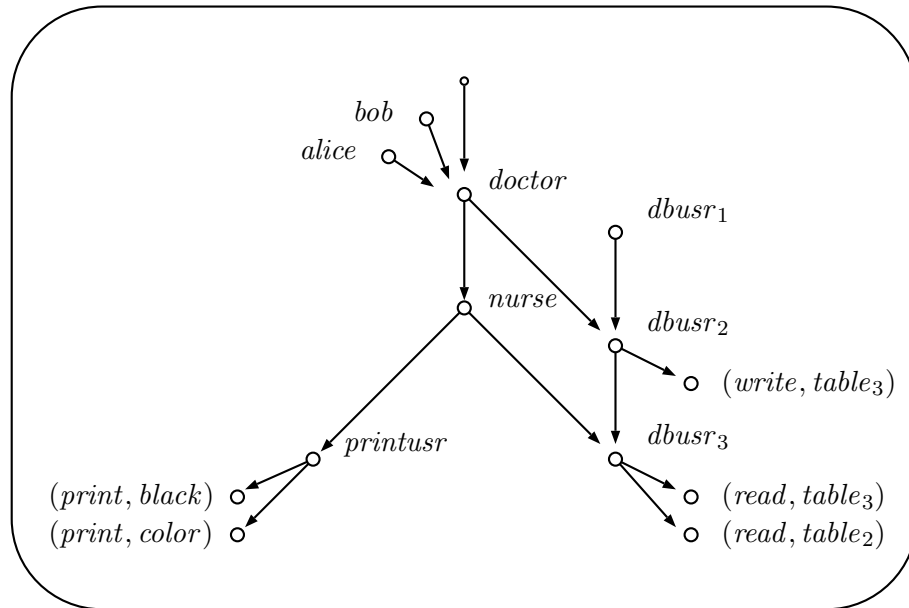 bob
alice
doctor
dbusr₁
nurse
dbusr₂
(write, table₃)
printusr
dbusr₃
(print, black)
(read, table₃)
(print, color)
(read, table₂)